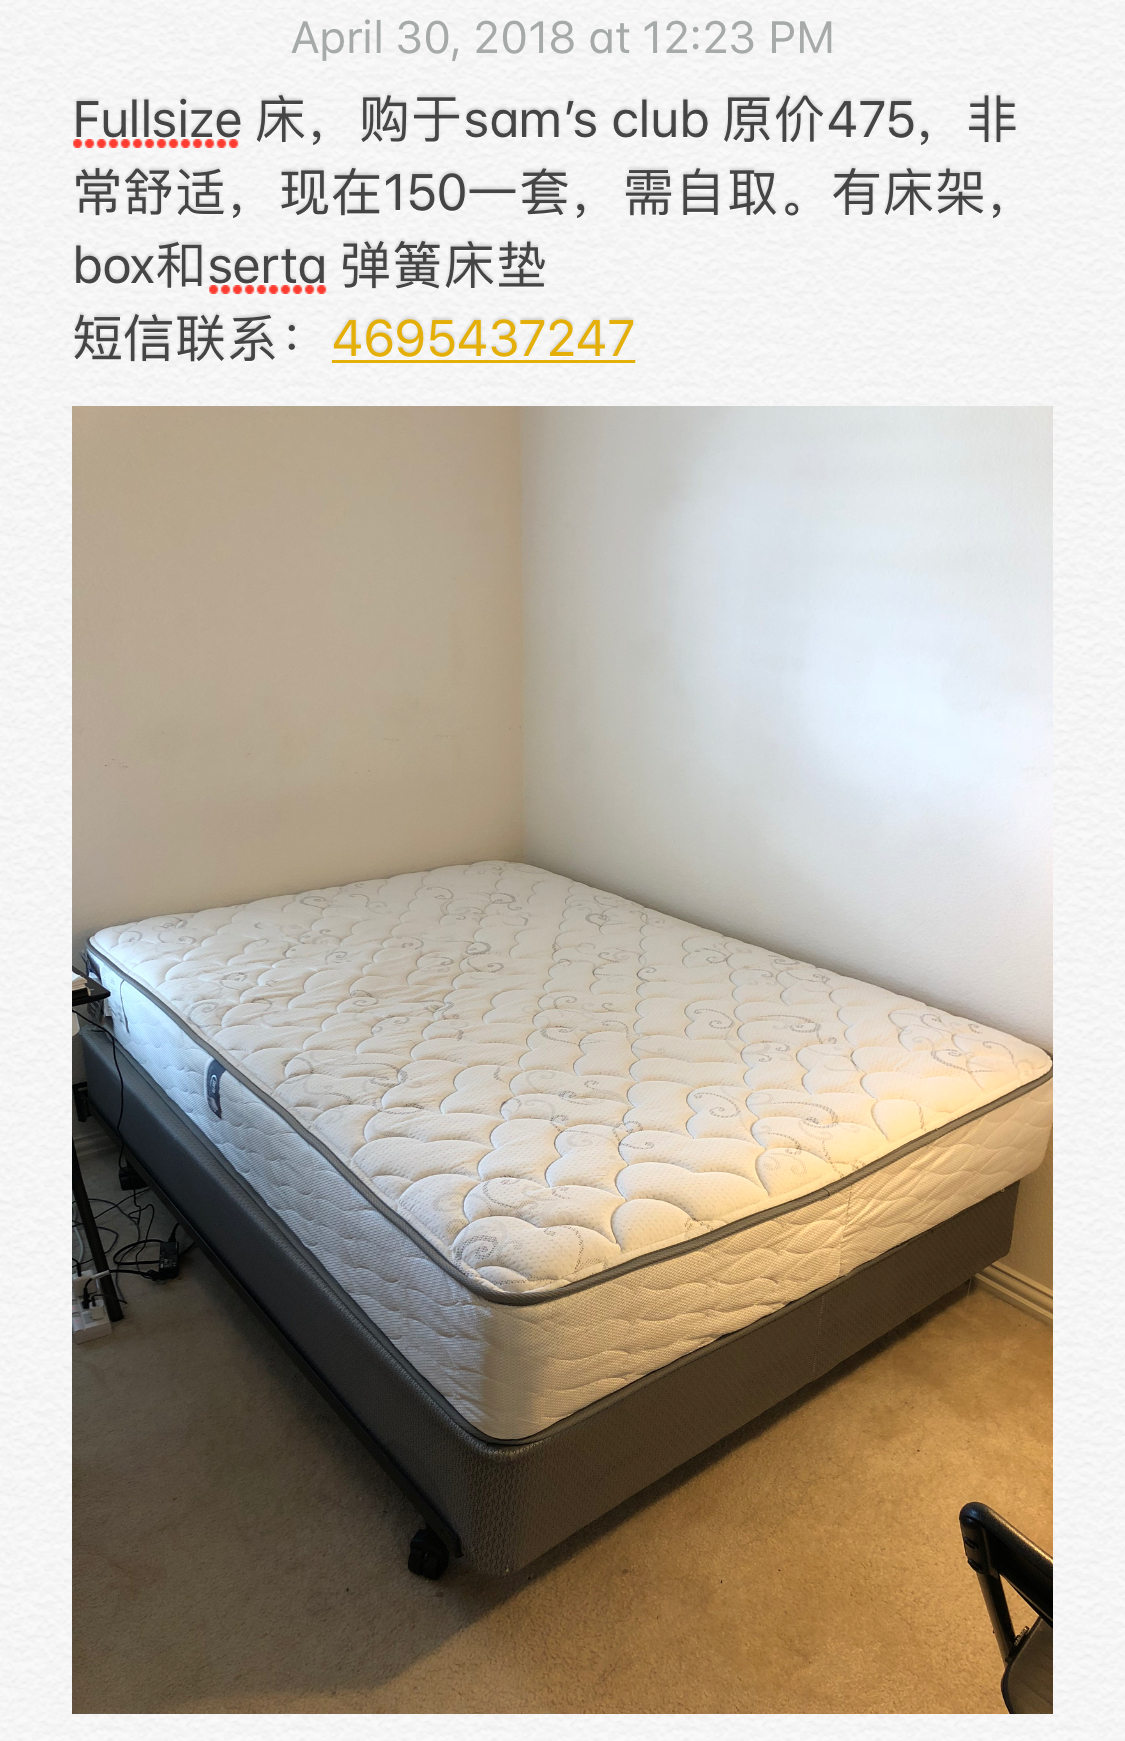 April 30, 2018 at 12:23 PM
Fullsize 床，购于sam’s club 原价475，非
常舒适，现在150一套，需自取。有床架，
box和serta 弹簧床垫
短信联系：4695437247